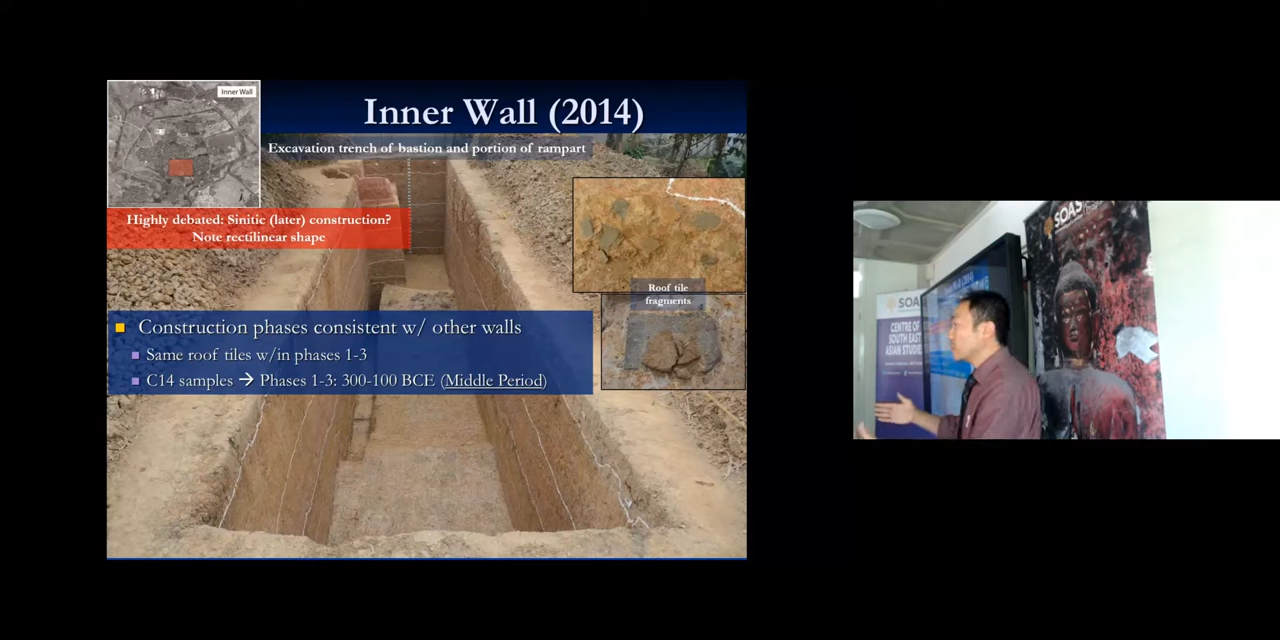 Inner Wall
Inner Wall (2014)
Excavation trench of bastion and portion of rampart
Highly debated: Sinitic (later) construction?
Note rectilinear shape
Roof tile
fragments
Construction phases consistent w/ other walls
Same roof tiles w/in phases 1-3
C14 samples → Phases 1-3: 300-100 BCE (Middle Period)
SOAS
SOAS
CENTRE OF
SOUTH EAST
ASIAN STUDIES